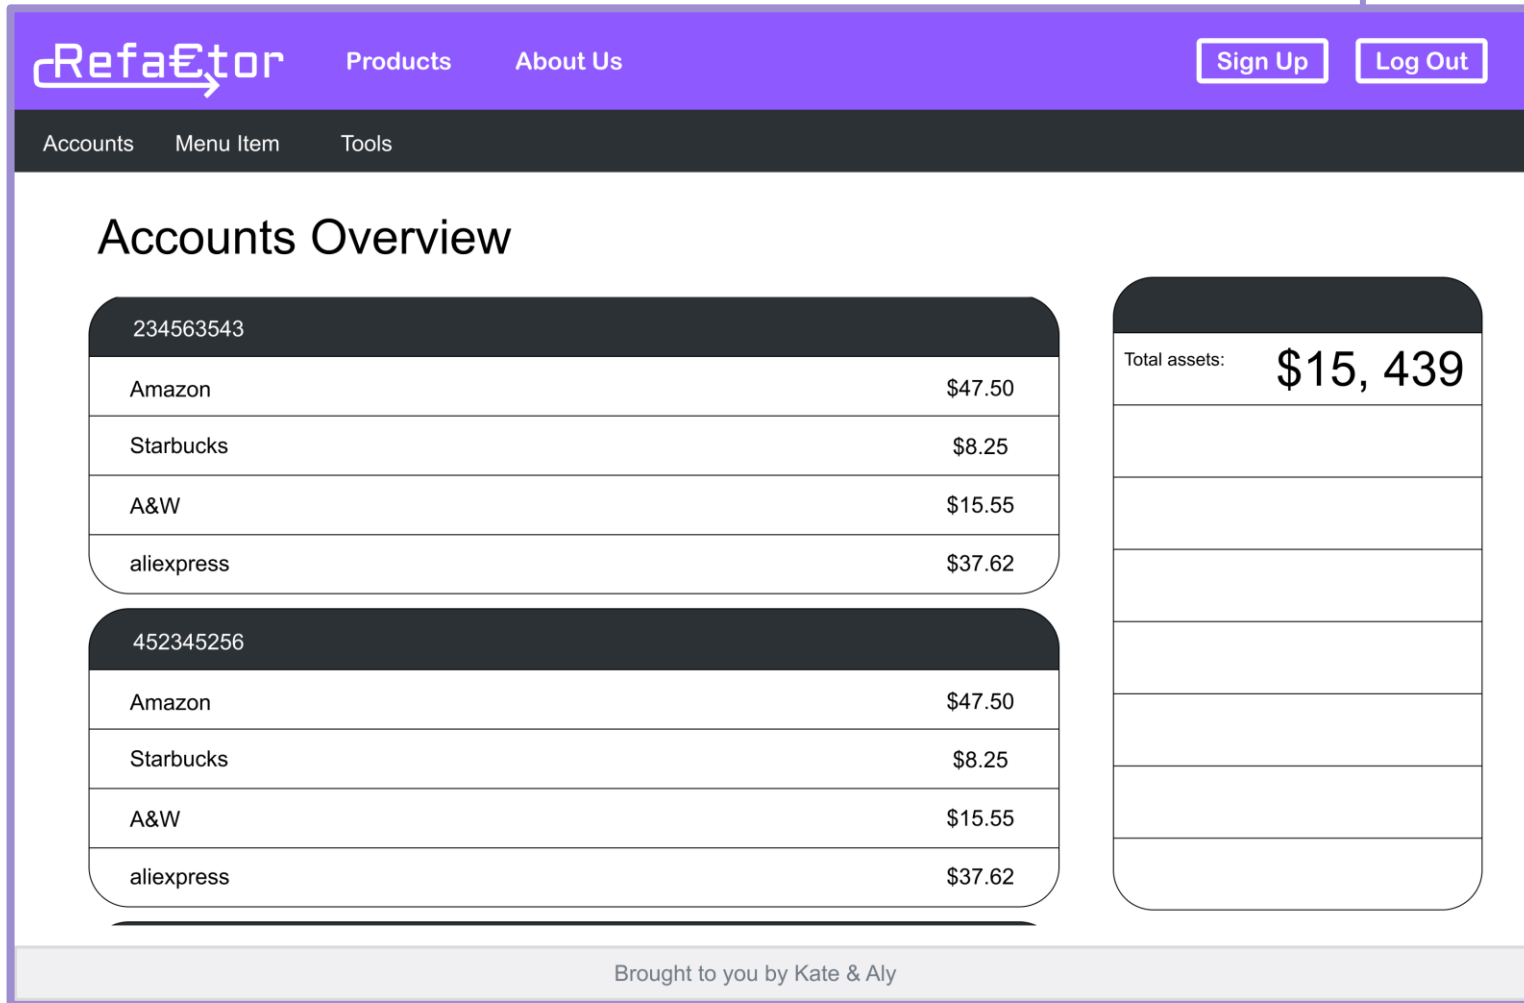 Refa€tor Products About Us Sign Up Log Out
Accounts Menu Item Tools
Accounts Overview
234563543
Amazon $47.50
Starbucks $8.25
A&W $15.55
aliexpress $37.62
452345256
Amazon $47.50
Starbucks $8.25
A&W $15.55
aliexpress $37.62
Total assets: $15, 439
Brought to you by Kate & Aly